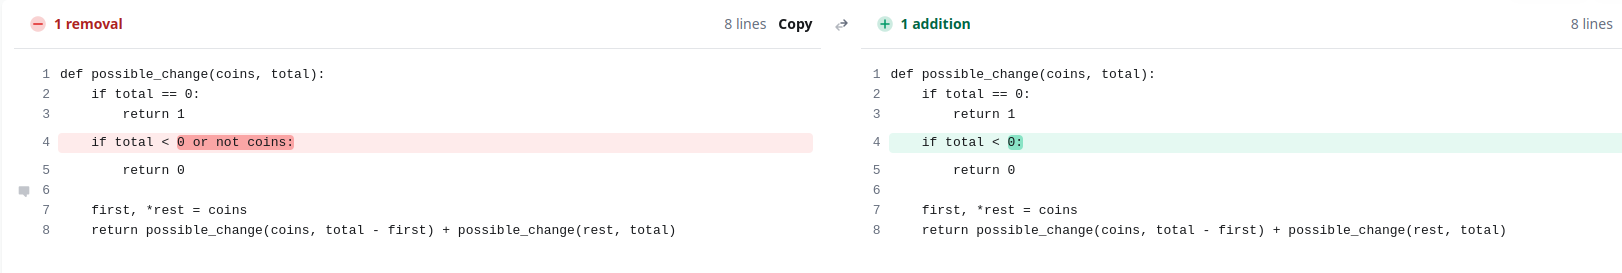 1 removal 8 lines Copy
1 def possible_change(coins, total):
2     if total == 0:
3         return 1
4     if total < 0 or not coins:
5         return 0
6
7     first, *rest = coins
8     return possible_change(coins, total - first) + possible_change(rest, total)
1 addition 8 lines
1 def possible_change(coins, total):
2     if total == 0:
3         return 1
4     if total < 0:
5         return 0
6
7     first, *rest = coins
8     return possible_change(coins, total - first) + possible_change(rest, total)